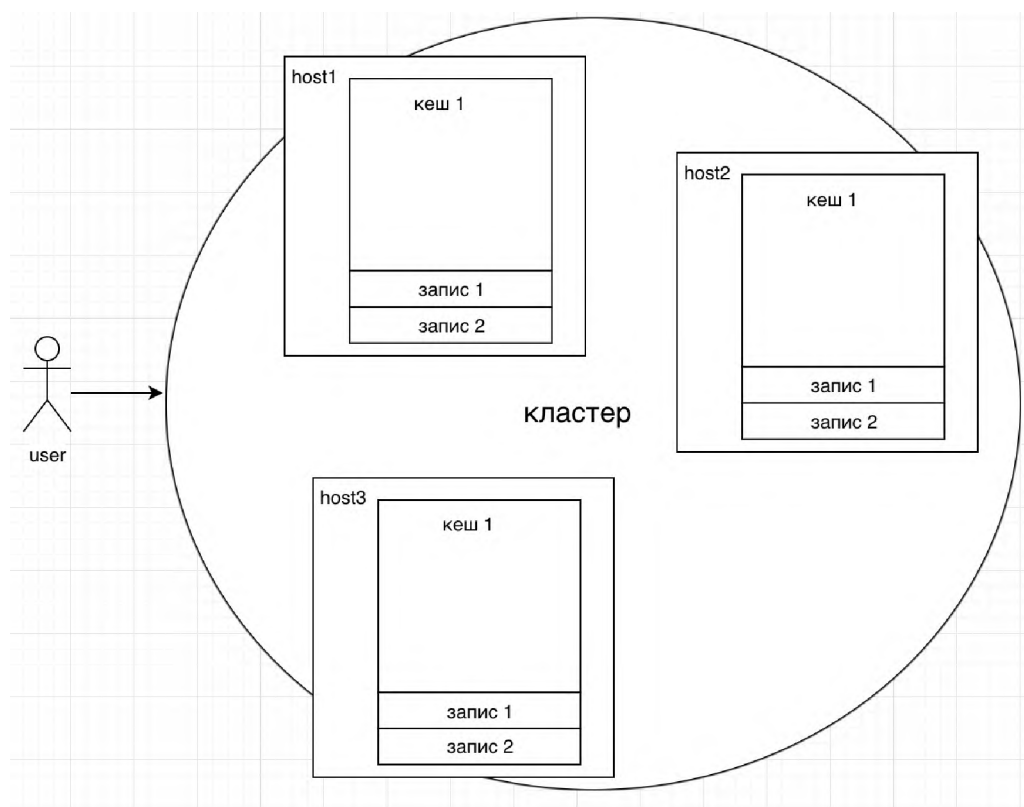 host1
кеш 1
запис 1
запис 2
host2
кеш 1
запис 1
запис 2
кластер
user
host3
кеш 1
запис 1
запис 2